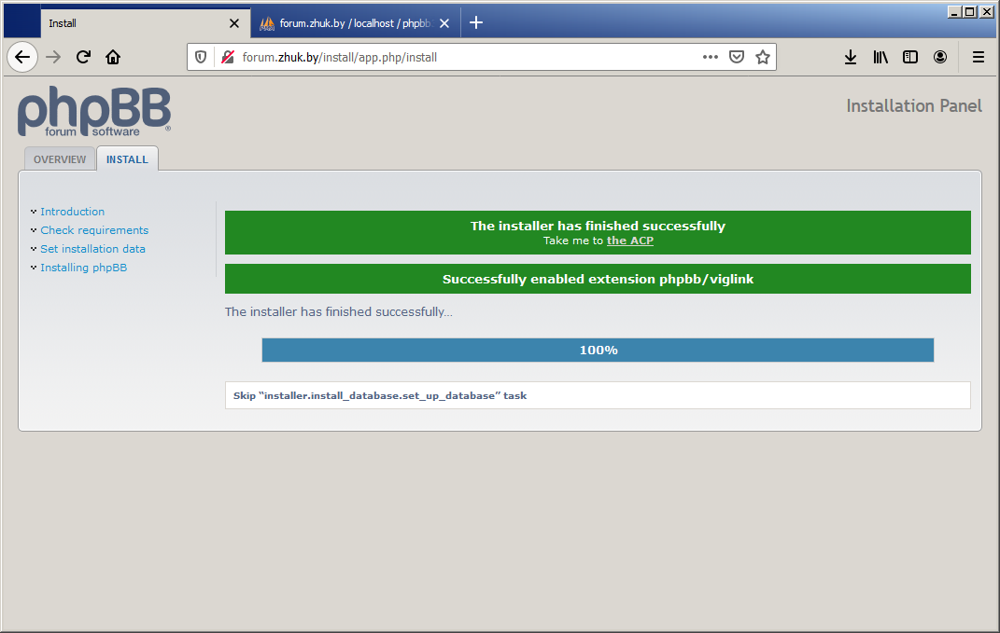 Install
forum.zhuk.by / localhost / phpbb
forum.zhuk.by/install/app.php/install
phpBB
forum software
®
Installation Panel
OVERVIEW
INSTALL
Introduction
Check requirements
Set installation data
Installing phpBB
The installer has finished successfully
Take me to the ACP
Successfully enabled extension phpbb/viglink
The installer has finished successfully...
100%
Skip “installer.install_database.set_up_database” task